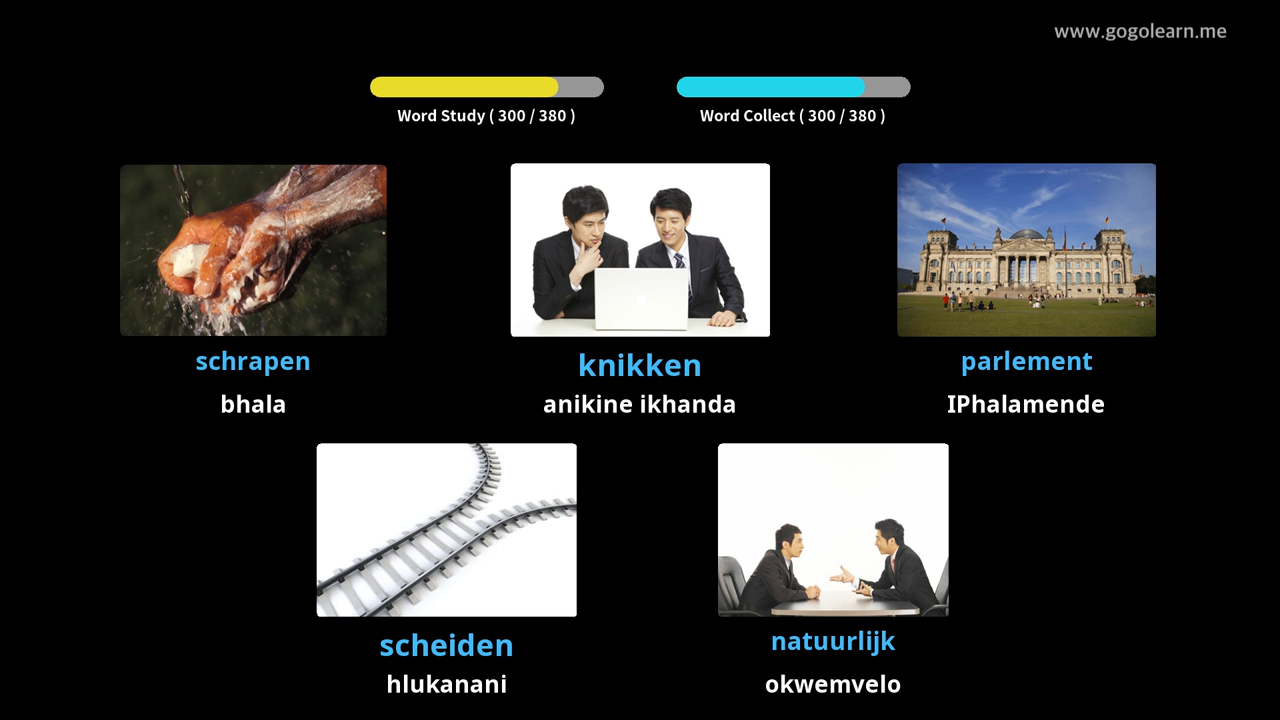 www.gogolearn.me
Word Study ( 300 / 380 )
Word Collect ( 300 / 380 )
schrapen
bhala
knikken
anikine ikhanda
parlement
IPhalamende
scheiden
hlukanani
natuurlijk
okwemvelo